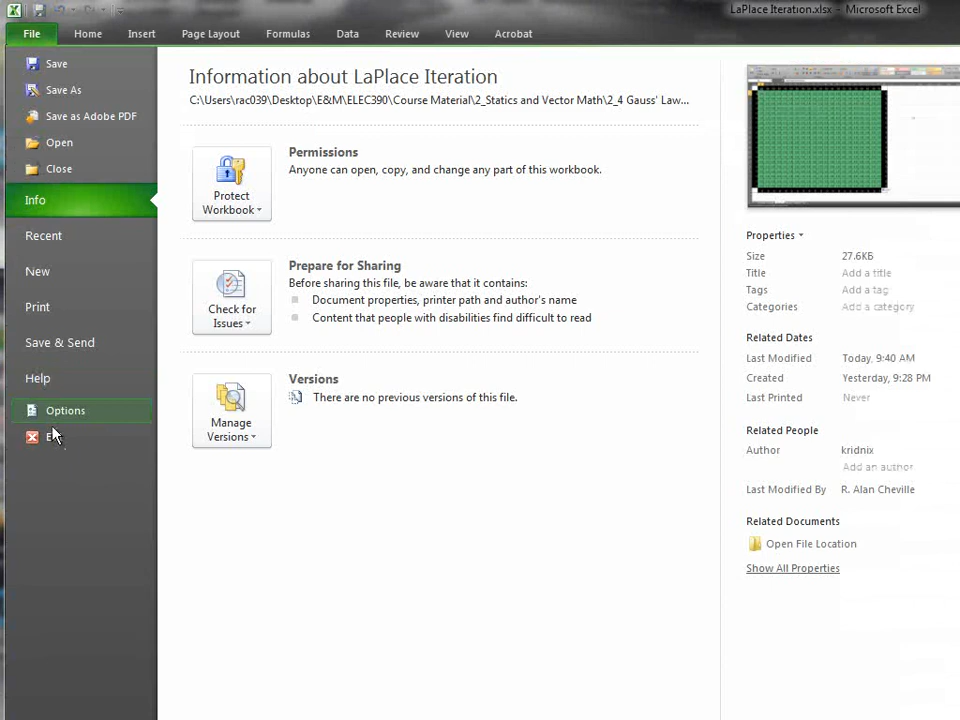 LaPlace Iteration.xlsx – Microsoft Excel
File Home Insert Page Layout Formulas Data Review View Acrobat
Save
Save As
Save as Adobe PDF
Open
Close
Info
Recent
New
Print
Save & Send
Help
Options
Information about LaPlace Iteration
C:\Users\rac039\Desktop\E&M\ELEC390\Course Material\2_Statics and Vector Math\2_4 Gauss' Law...
Protect
Workbook
Permissions
Anyone can open, copy, and change any part of this workbook.
Check for
Issues
Prepare for Sharing
Before sharing this file, be aware that it contains:
Document properties, printer path and author's name
Content that people with disabilities find difficult to read
Manage
Versions
Versions
There are no previous versions of this file.
Properties
Size 27.6KB
Title Add a title
Tags Add a tag
Categories Add a category
Related Dates
Last Modified Today, 9:40 AM
Created Yesterday, 9:28 PM
Last Printed Never
Related People
Author kridnix
Add an author
Last Modified By R. Alan Cheville
Related Documents
Open File Location
Show All Properties